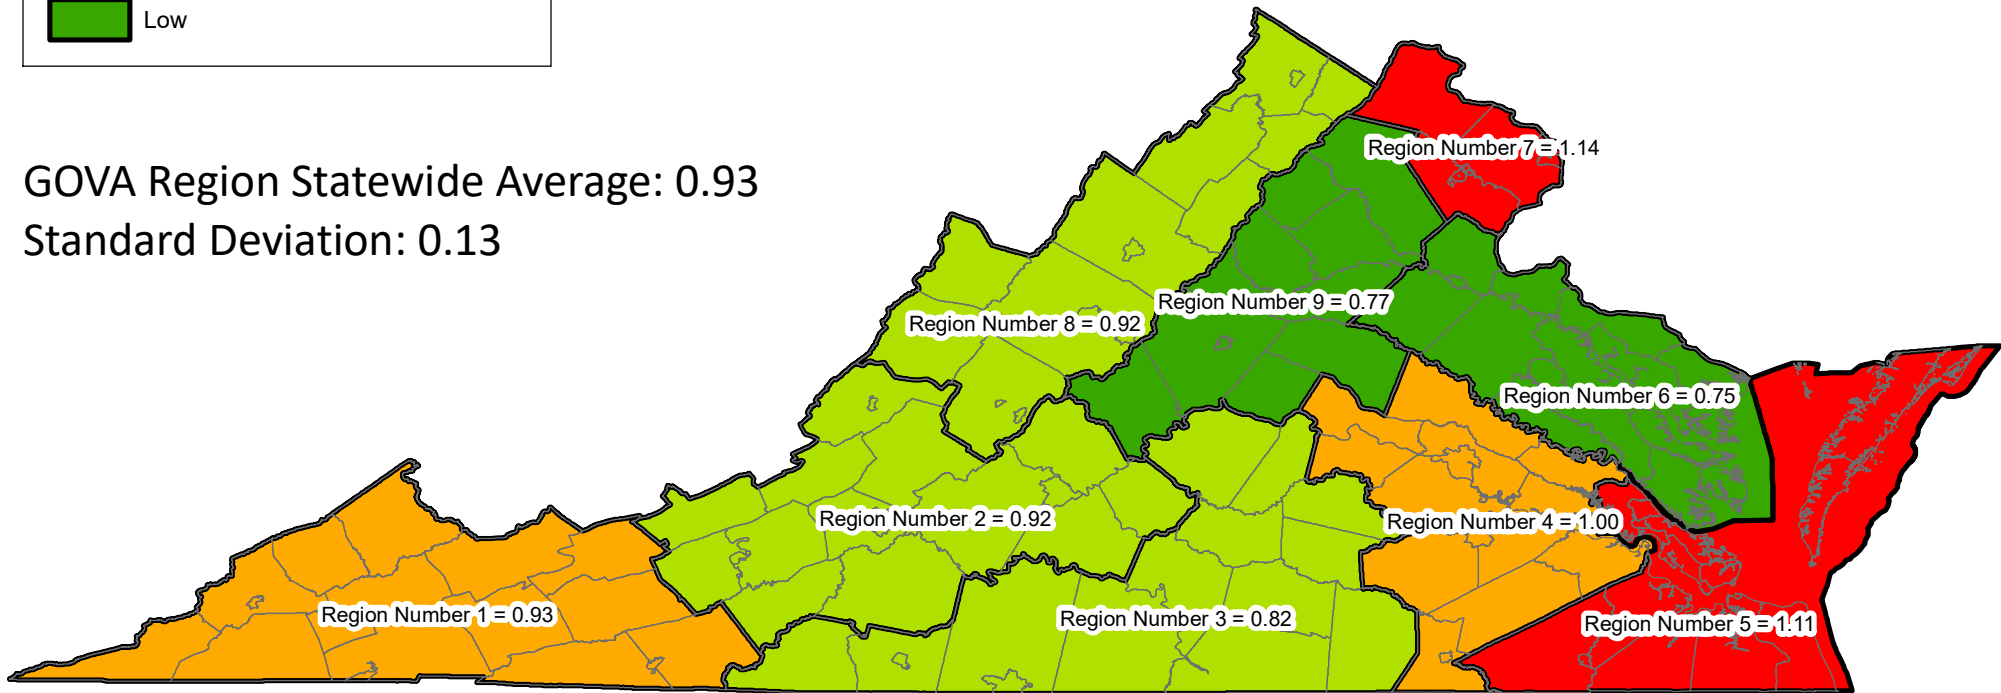 Low
GOVA Region Statewide Average: 0.93
Standard Deviation: 0.13
Region Number 7 = 1.14
Region Number 9 = 0.77
Region Number 8 = 0.92
Region Number 6 = 0.75
Region Number 2 = 0.92
Region Number 4 = 1.00
Region Number 1 = 0.93
Region Number 3 = 0.82
Region Number 5 = 1.11